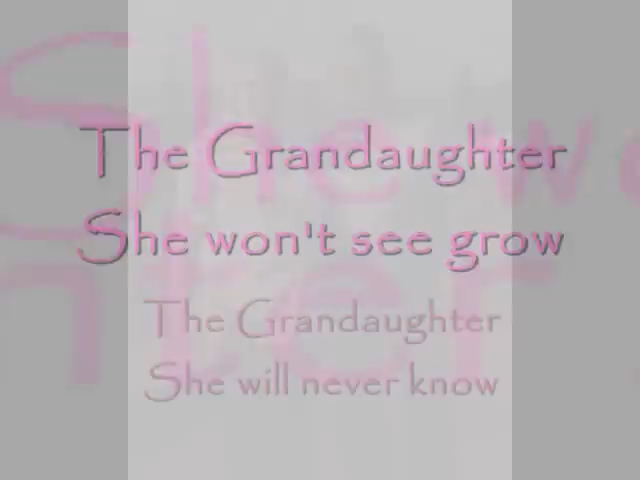 The Grandaughter
She won't see grow
The Grandaughter
She will never know